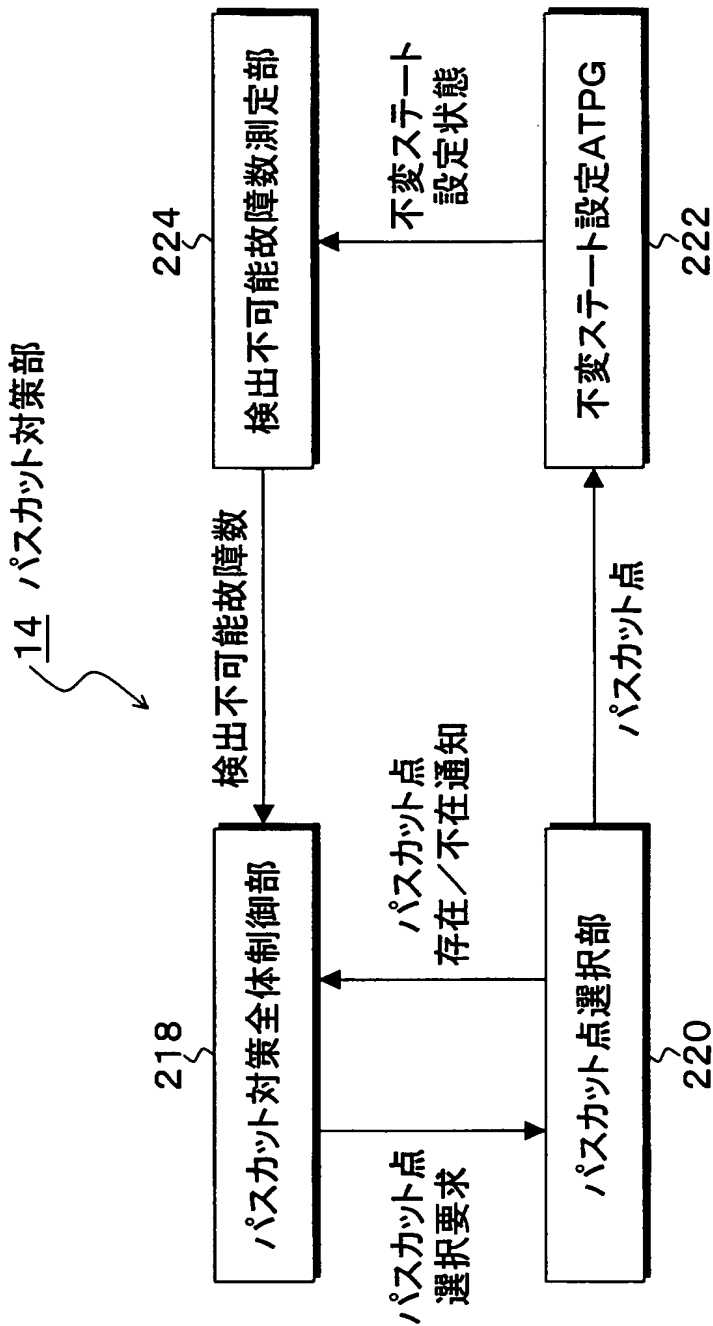 14 パスカット対策部
218
パスカット対策全体制御部
検出不可能故障数
224
検出不可能故障数測定部
パスカット点
選択要求
パスカット点
存在／不在通知
不変ステート
設定状態
パスカット点選択部
220
パスカット点
不変ステート設定ATPG
222